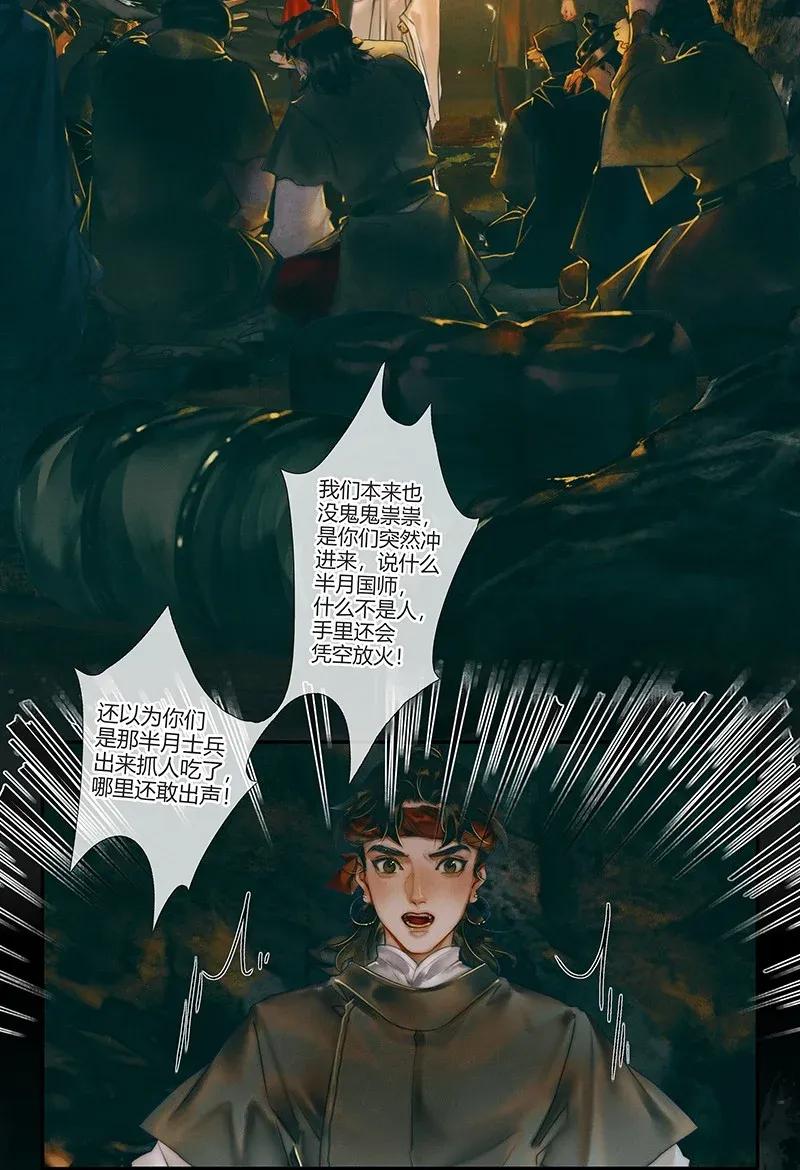 我们本来也
没鬼鬼祟祟，
是你们突然冲
进来，说什么
半月国师，
什么不是人，
手里还会
凭空放火！
还以为你们
是那半月士兵
出来抓人吃了，
哪里还敢出声！